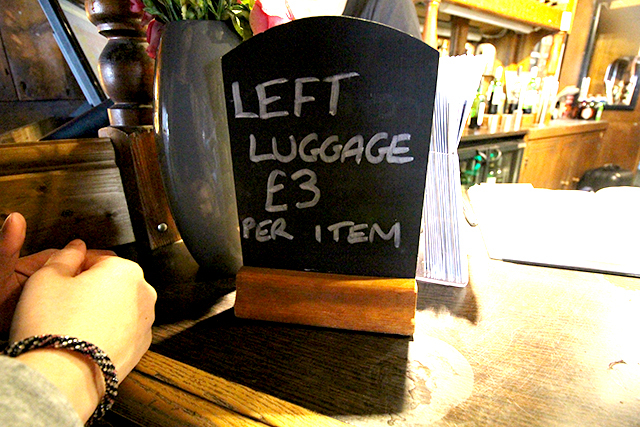 LEFT
LUGGAGE
£3
PER ITEM